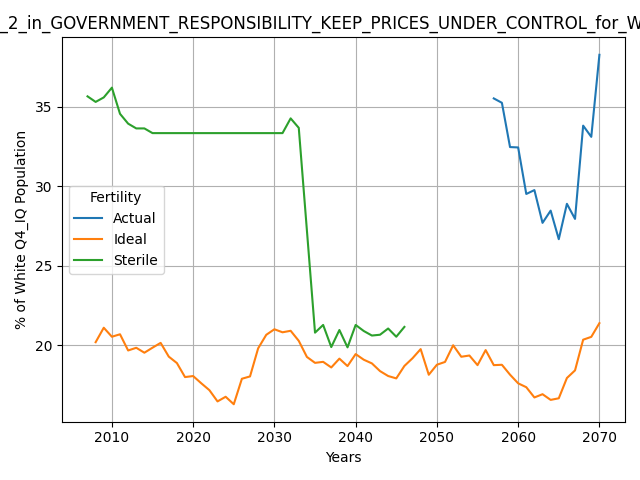 _2_in_GOVERNMENT_RESPONSIBILITY_KEEP_PRICES_UNDER_CONTROL_for_W
% of White Q4_IQ Population
35
30
25
20
Fertility
Actual
Ideal
Sterile
2010 2020 2030 2040 2050 2060 2070
Years